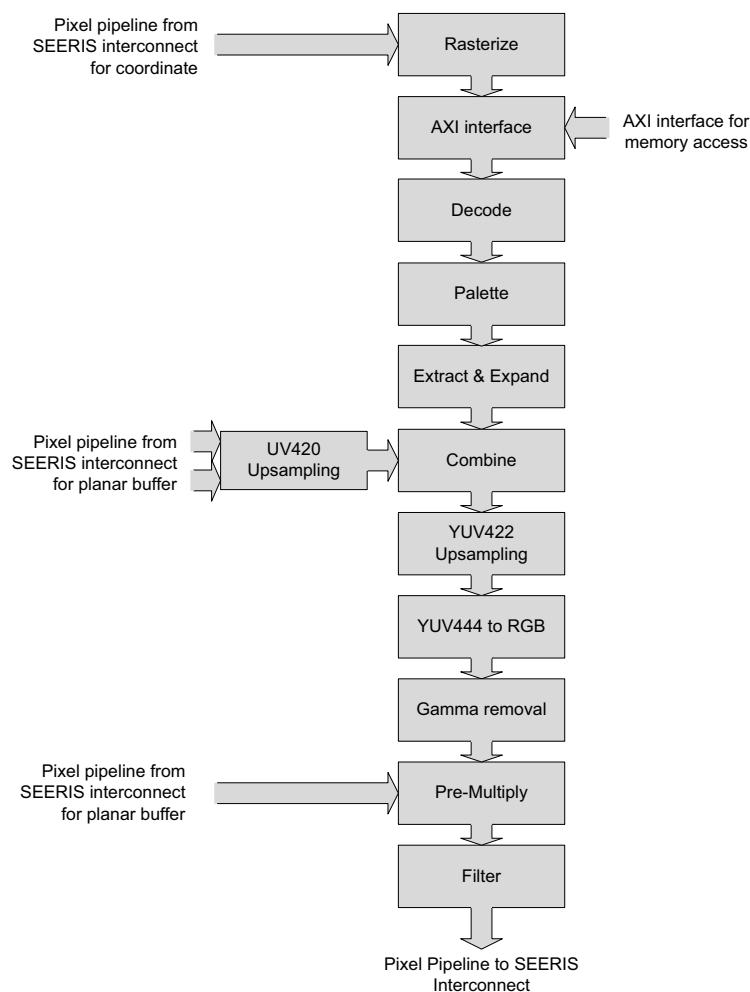 Pixel pipeline from
SEERIS interconnect
for coordinate
Rasterize
AXI interface
AXI interface for
memory access
Decode
Palette
Extract & Expand
Pixel pipeline from
SEERIS interconnect
for planar buffer
UV420
Upsampling
Combine
YUV422
Upsampling
YUV444 to RGB
Gamma removal
Pixel pipeline from
SEERIS interconnect
for planar buffer
Pre-Multiply
Filter
Pixel Pipeline to SEERIS
Interconnect